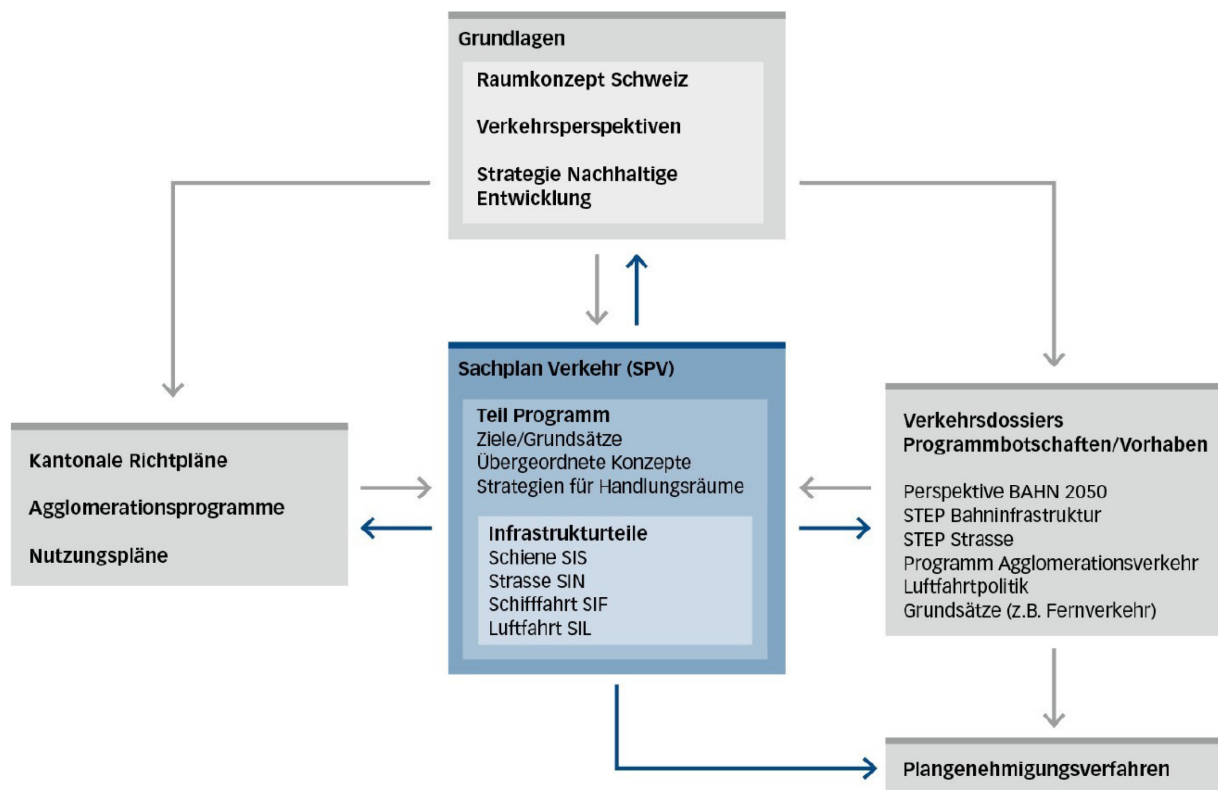 Grundlagen
Raumkonzept Schweiz
Verkehrsperspektiven
Strategie Nachhaltige
Entwicklung
Sachplan Verkehr (SPV)
Teil Programm
Ziele/Grundsätze
Übergeordnete Konzepte
Strategien für Handlungsräume
Infrastrukturteile
Schiene SIS
Strasse SIN
Schifffahrt SIF
Luftfahrt SIL
Kantonale Richtpläne
Agglomerationsprogramme
Nutzungspläne
Verkehrsdossiers
Programmbotschaften/Vorhaben
Perspektive BAHN 2050
STEP Bahninfrastruktur
STEP Strasse
Programm Agglomerationsverkehr
Luftfahrtpolitik
Grundsätze (z.B. Fernverkehr)
Plangenehmigungsverfahren